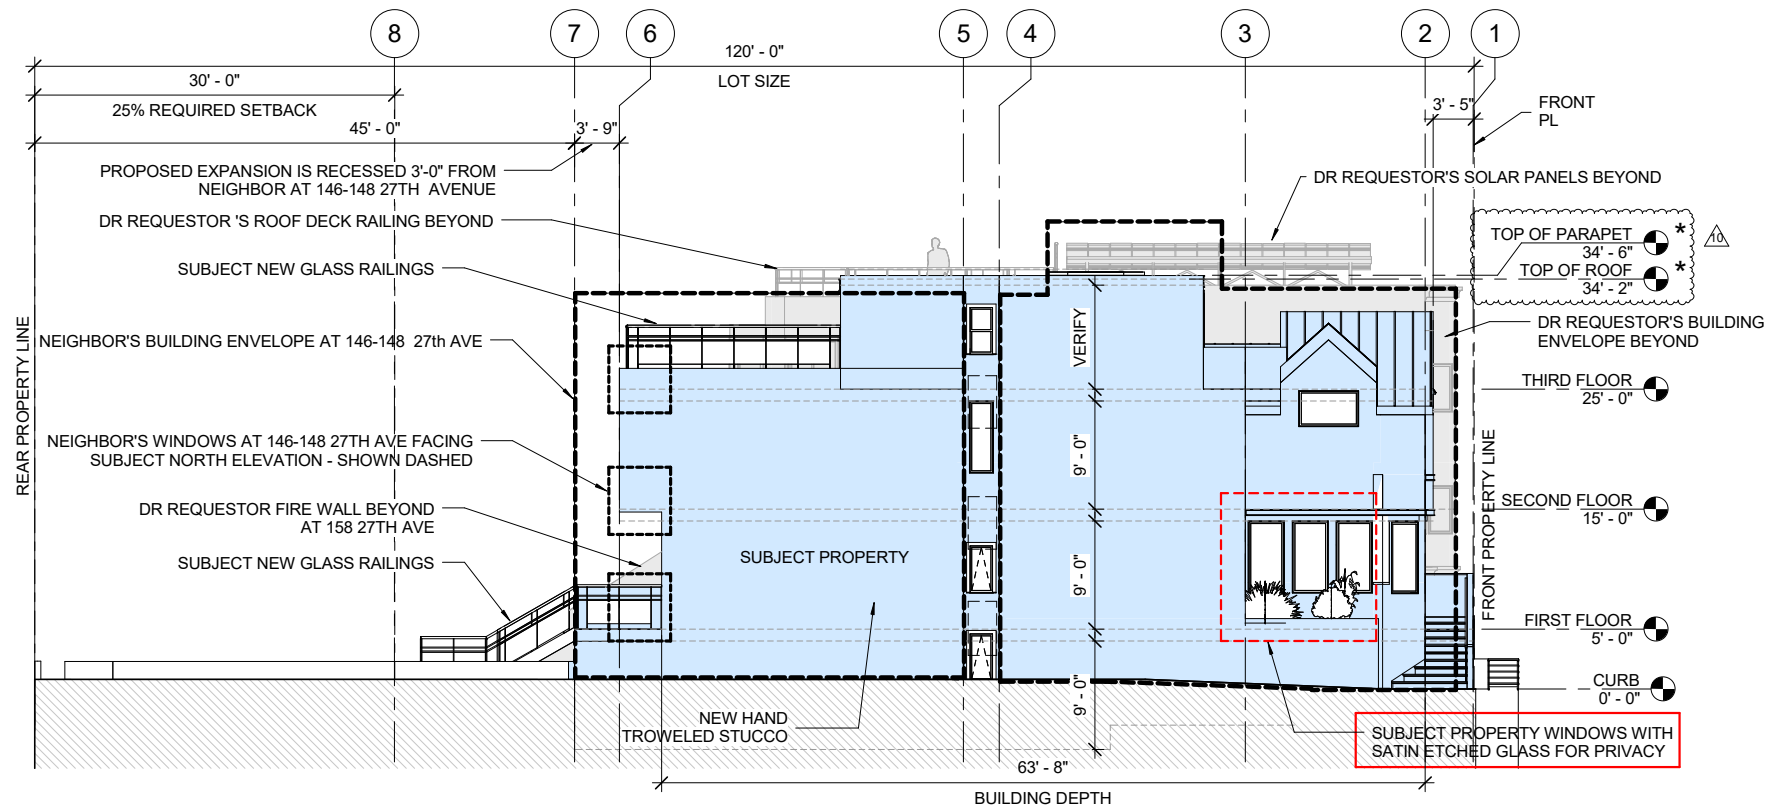 8
7
6
5
4
3
2
1
120' - 0"
LOT SIZE
30' - 0"
25% REQUIRED SETBACK
45' - 0"
3' - 9"
3' - 5"
FRONT
PL
PROPOSED EXPANSION IS RECESSED 3'-0" FROM
NEIGHBOR AT 146-148 27TH AVENUE
DR REQUESTOR'S SOLAR PANELS BEYOND
DR REQUESTOR 'S ROOF DECK RAILING BEYOND
TOP OF PARAPET
34' - 6"
*
10
SUBJECT NEW GLASS RAILINGS
TOP OF ROOF
34' - 2"
*
NEIGHBOR'S BUILDING ENVELOPE AT 146-148 27th AVE
VERIFY
DR REQUESTOR'S BUILDING
ENVELOPE BEYOND
THIRD FLOOR
25' - 0"
REAR PROPERTY LINE
NEIGHBOR'S WINDOWS AT 146-148 27TH AVE FACING
SUBJECT NORTH ELEVATION - SHOWN DASHED
9' - 0"
DR REQUESTOR FIRE WALL BEYOND
AT 158 27TH AVE
SECOND FLOOR
15' - 0"
FRONT PROPERTY LINE
SUBJECT NEW GLASS RAILINGS
SUBJECT PROPERTY
9' - 0"
FIRST FLOOR
5' - 0"
CURB
0' - 0"
9' - 0"
NEW HAND
TROWELED STUCCO
SUBJECT PROPERTY WINDOWS WITH
SATIN ETCHED GLASS FOR PRIVACY
63' - 8"
BUILDING DEPTH